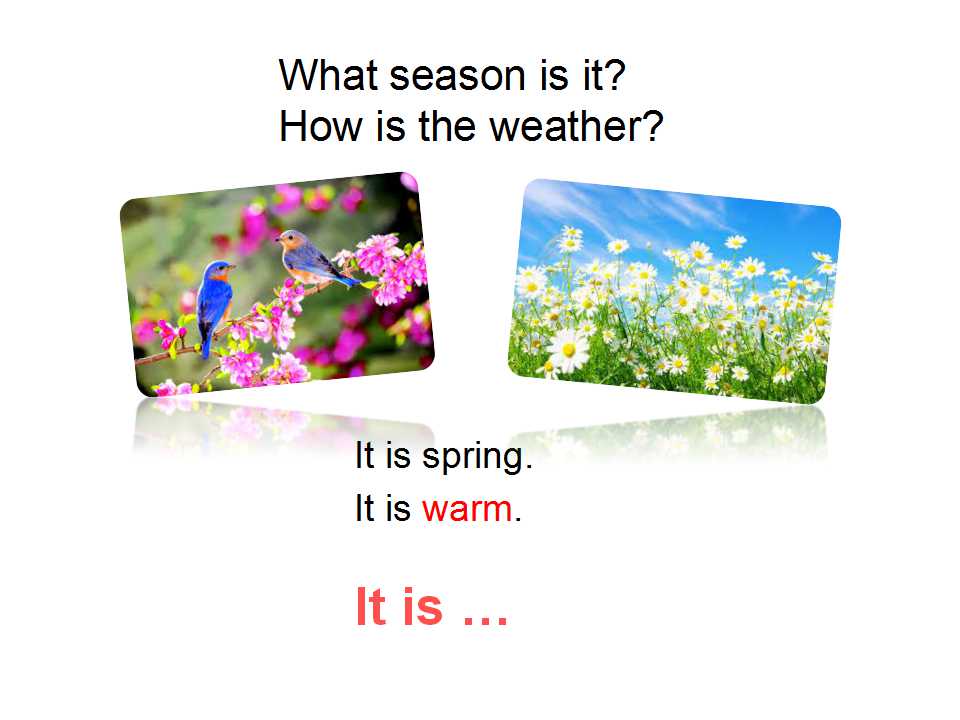 What season is it?
How is the weather?
It is spring.
It is warm.
It is …